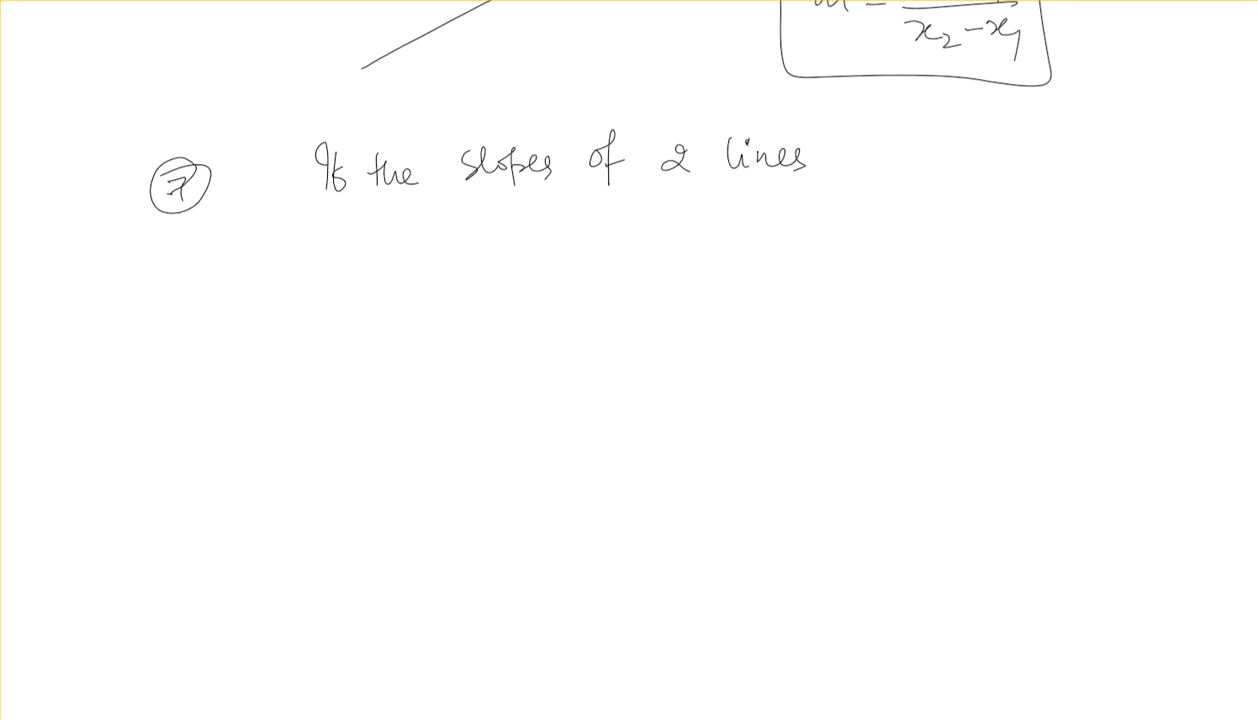 x₂-x₁
⑦ If the slopes of 2 lines